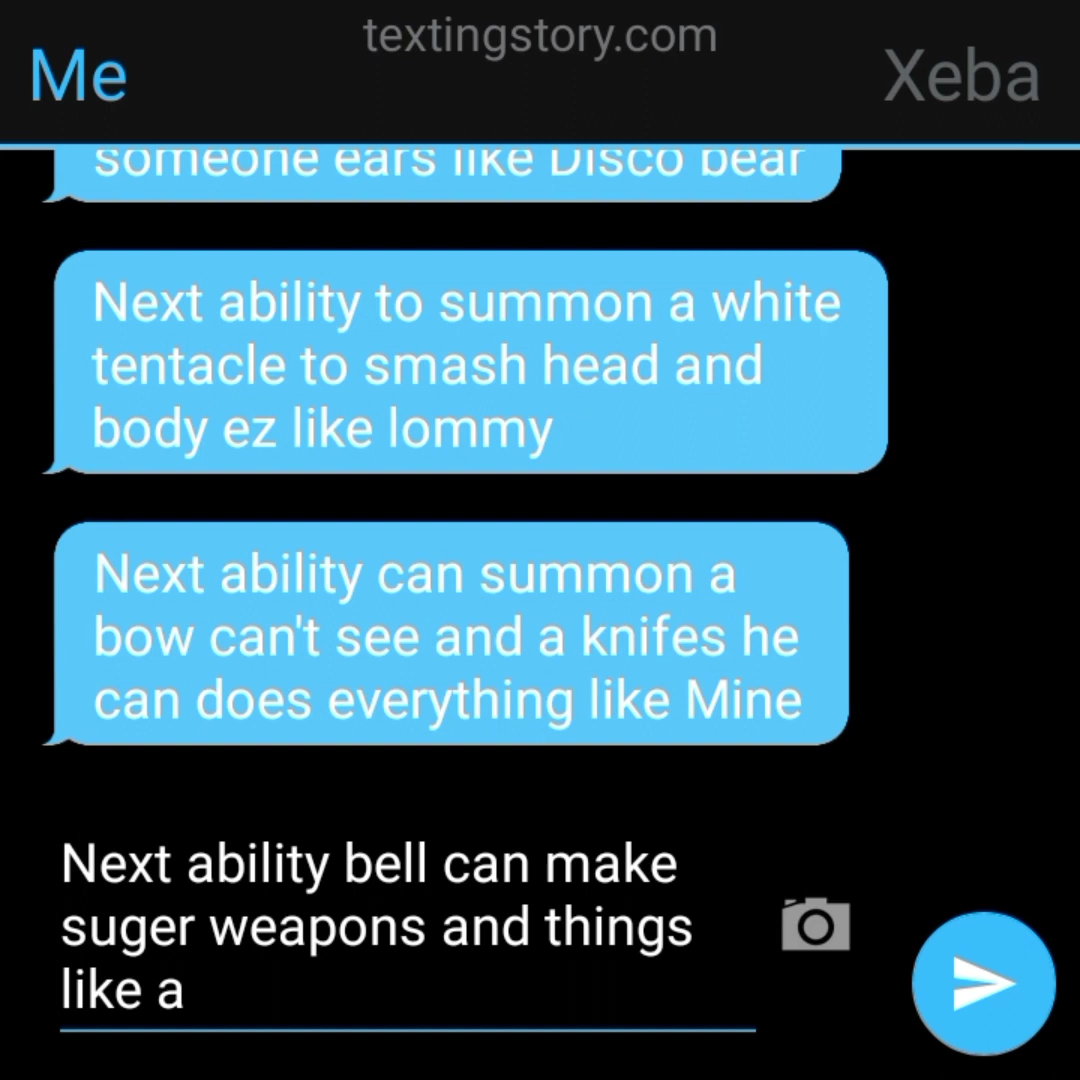 textingstory.com
Me
Xeba
someone ears like Disco bear
Next ability to summon a white
tentacle to smash head and
body ez like lommy
Next ability can summon a
bow can't see and a knifes he
can does everything like Mine
Next ability bell can make
suger weapons and things
like a